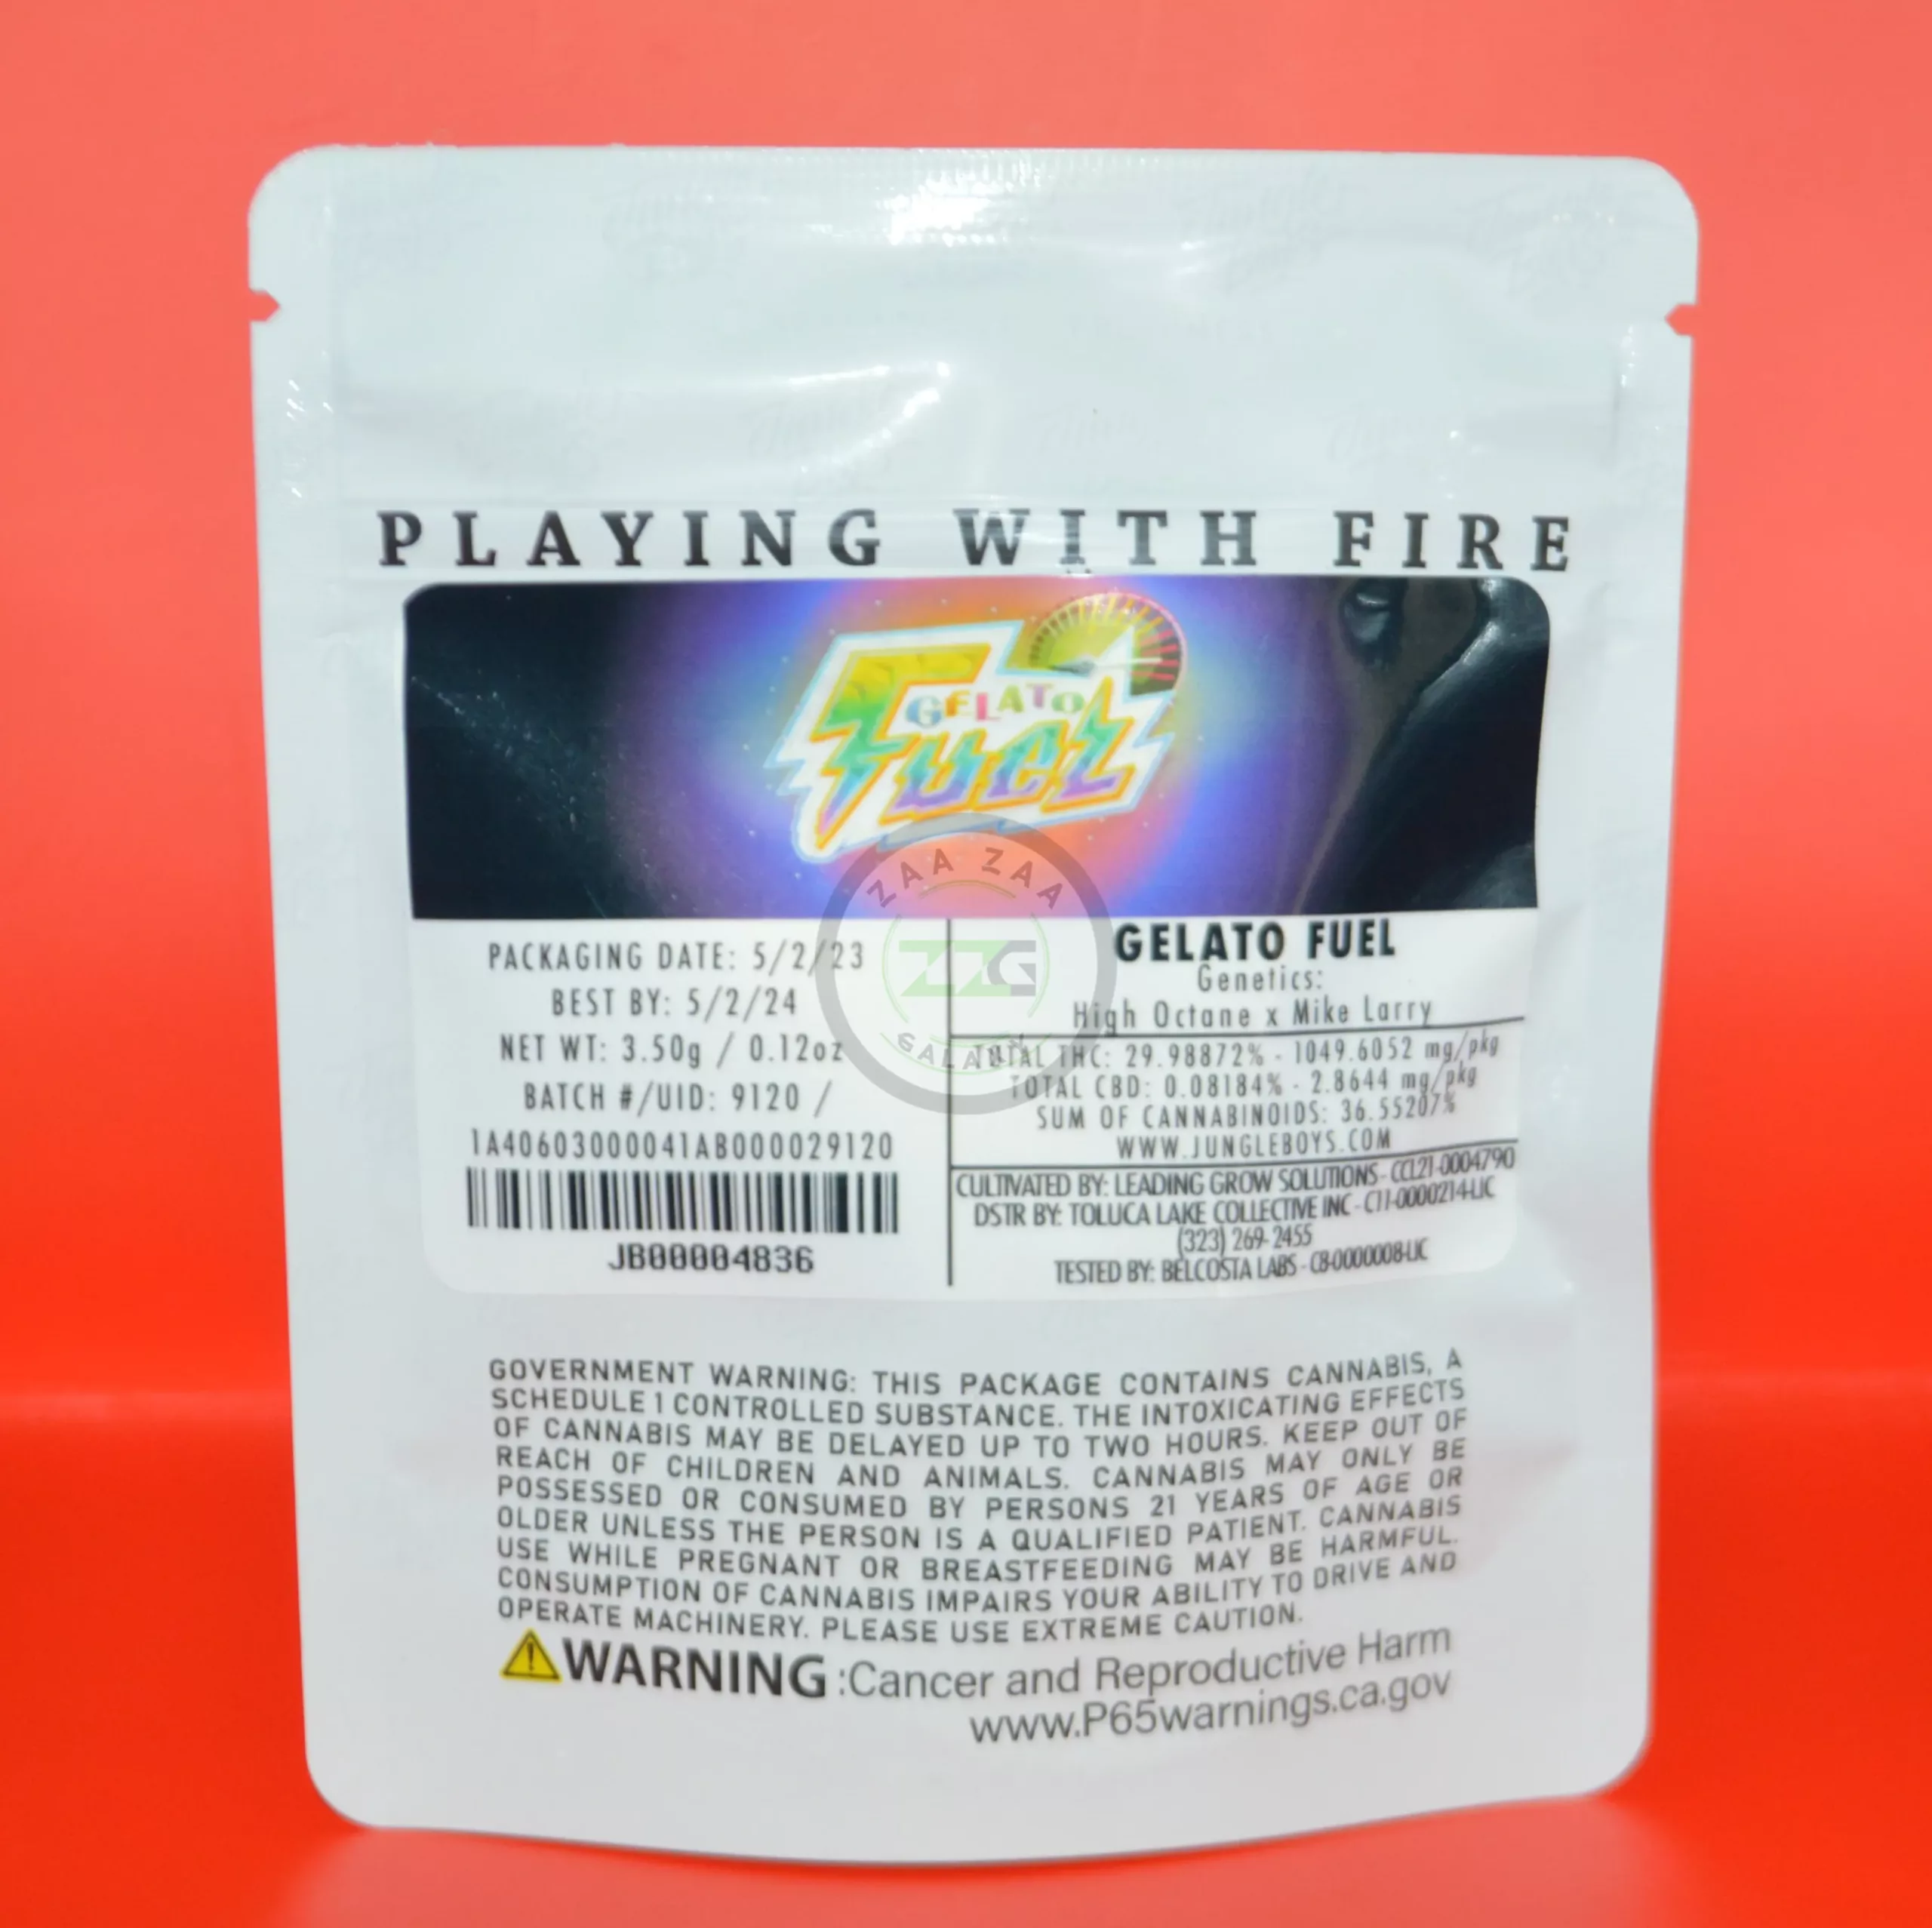 PLAYING WITH FIRE
GELATO
FUEL
ZAA ZAA
ZZG
GALAXY
PACKAGING DATE: 5/2/23
BEST BY: 5/2/24
NET WT: 3.50g / 0.12oz
BATCH #/UID: 9120 /
1A40603000041AB000029120
JB00004836
GELATO FUEL
Genetics:
High Octane x Mike Larry
TOTAL THC: 29.98872% - 1049.6052 mg/pkg
TOTAL CBD: 0.08184% - 2.8644 mg/pkg
SUM OF CANNABINOIDS: 36.55207%
WWW.JUNGLEBOYS.COM
CULTIVATED BY: LEADING GROW SOLUTIONS - CCL21-0004790
DSTR BY: TOLUCA LAKE COLLECTIVE INC - C11-0000214-LIC
(323) 269-2455
TESTED BY: BELCOSTA LABS - C8-0000008-LIC
GOVERNMENT WARNING: THIS PACKAGE CONTAINS CANNABIS, A
SCHEDULE 1 CONTROLLED SUBSTANCE. THE INTOXICATING EFFECTS
OF CANNABIS MAY BE DELAYED UP TO TWO HOURS. KEEP OUT OF
REACH OF CHILDREN AND ANIMALS. CANNABIS MAY ONLY BE
POSSESSED OR CONSUMED BY PERSONS 21 YEARS OF AGE OR
OLDER UNLESS THE PERSON IS A QUALIFIED PATIENT. CANNABIS
USE WHILE PREGNANT OR BREASTFEEDING MAY BE HARMFUL.
CONSUMPTION OF CANNABIS IMPAIRS YOUR ABILITY TO DRIVE AND
OPERATE MACHINERY. PLEASE USE EXTREME CAUTION.
WARNING :Cancer and Reproductive Harm
www.P65warnings.ca.gov